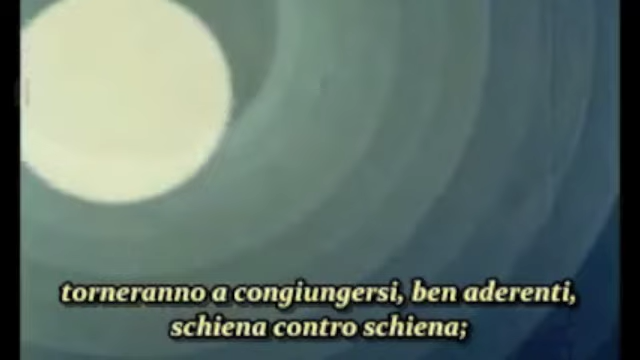 torneranno a congiungersi, ben aderenti,
schiena contro schiena;